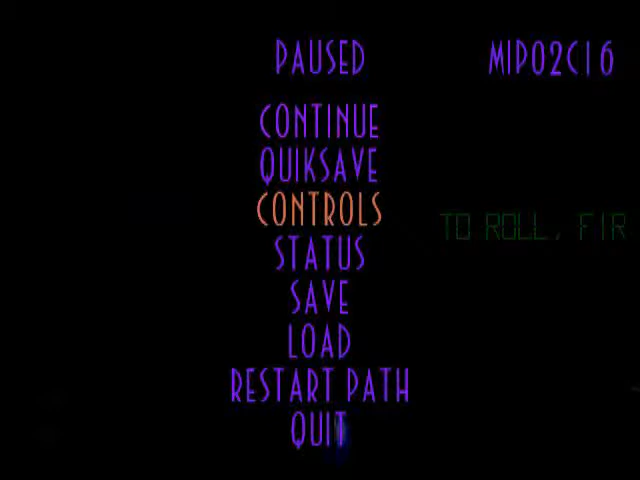 PAUSED
MIP02C16
CONTINUE
QUIKSAVE
CONTROLS
TO ROLL, FIR
STATUS
SAVE
LOAD
RESTART PATH
QUIT